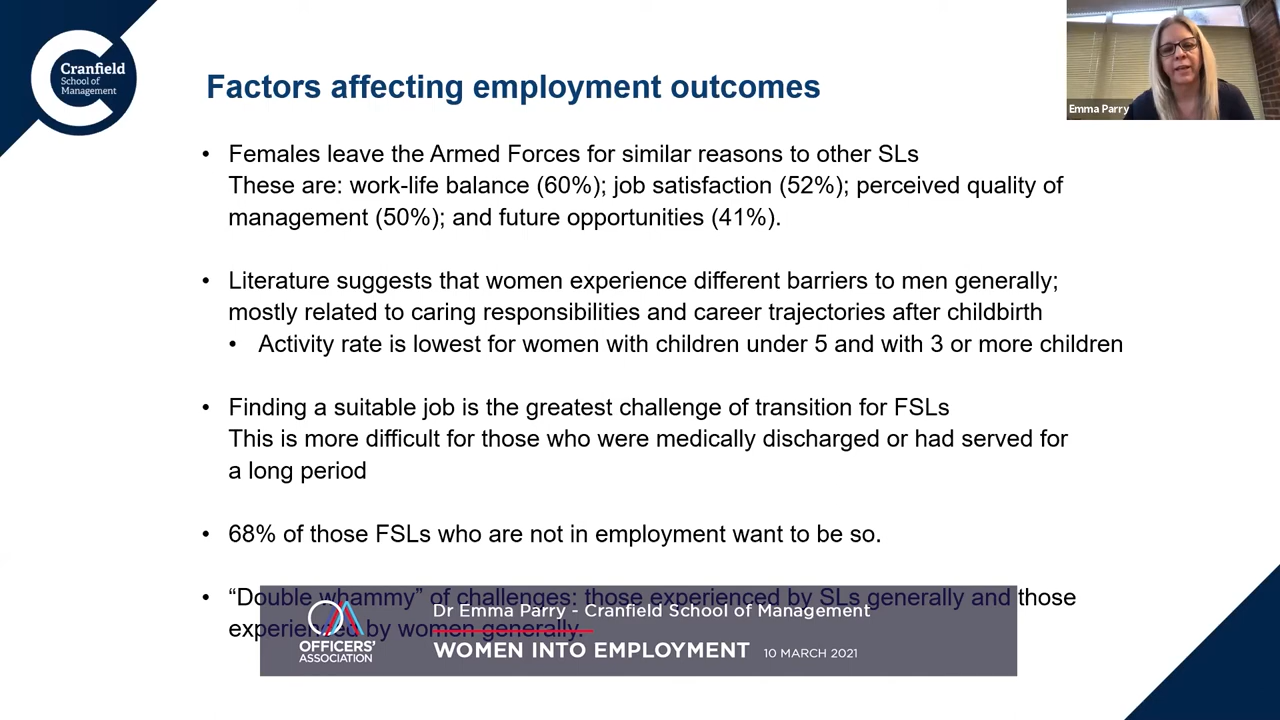 Cranfield
School of
Management
Factors affecting employment outcomes
Emma Parry
• Females leave the Armed Forces for similar reasons to other SLs
These are: work-life balance (60%); job satisfaction (52%); perceived quality of
management (50%); and future opportunities (41%).
• Literature suggests that women experience different barriers to men generally;
mostly related to caring responsibilities and career trajectories after childbirth
• Activity rate is lowest for women with children under 5 and with 3 or more children
• Finding a suitable job is the greatest challenge of transition for FSLs
This is more difficult for those who were medically discharged or had served for
a long period
• 68% of those FSLs who are not in employment want to be so.
• “Double whammy” of challenges: those experienced by SLs generally and those
experienced by women generally.
OFFICERS’
ASSOCIATION
Dr Emma Parry - Cranfield School of Management
WOMEN INTO EMPLOYMENT 10 MARCH 2021